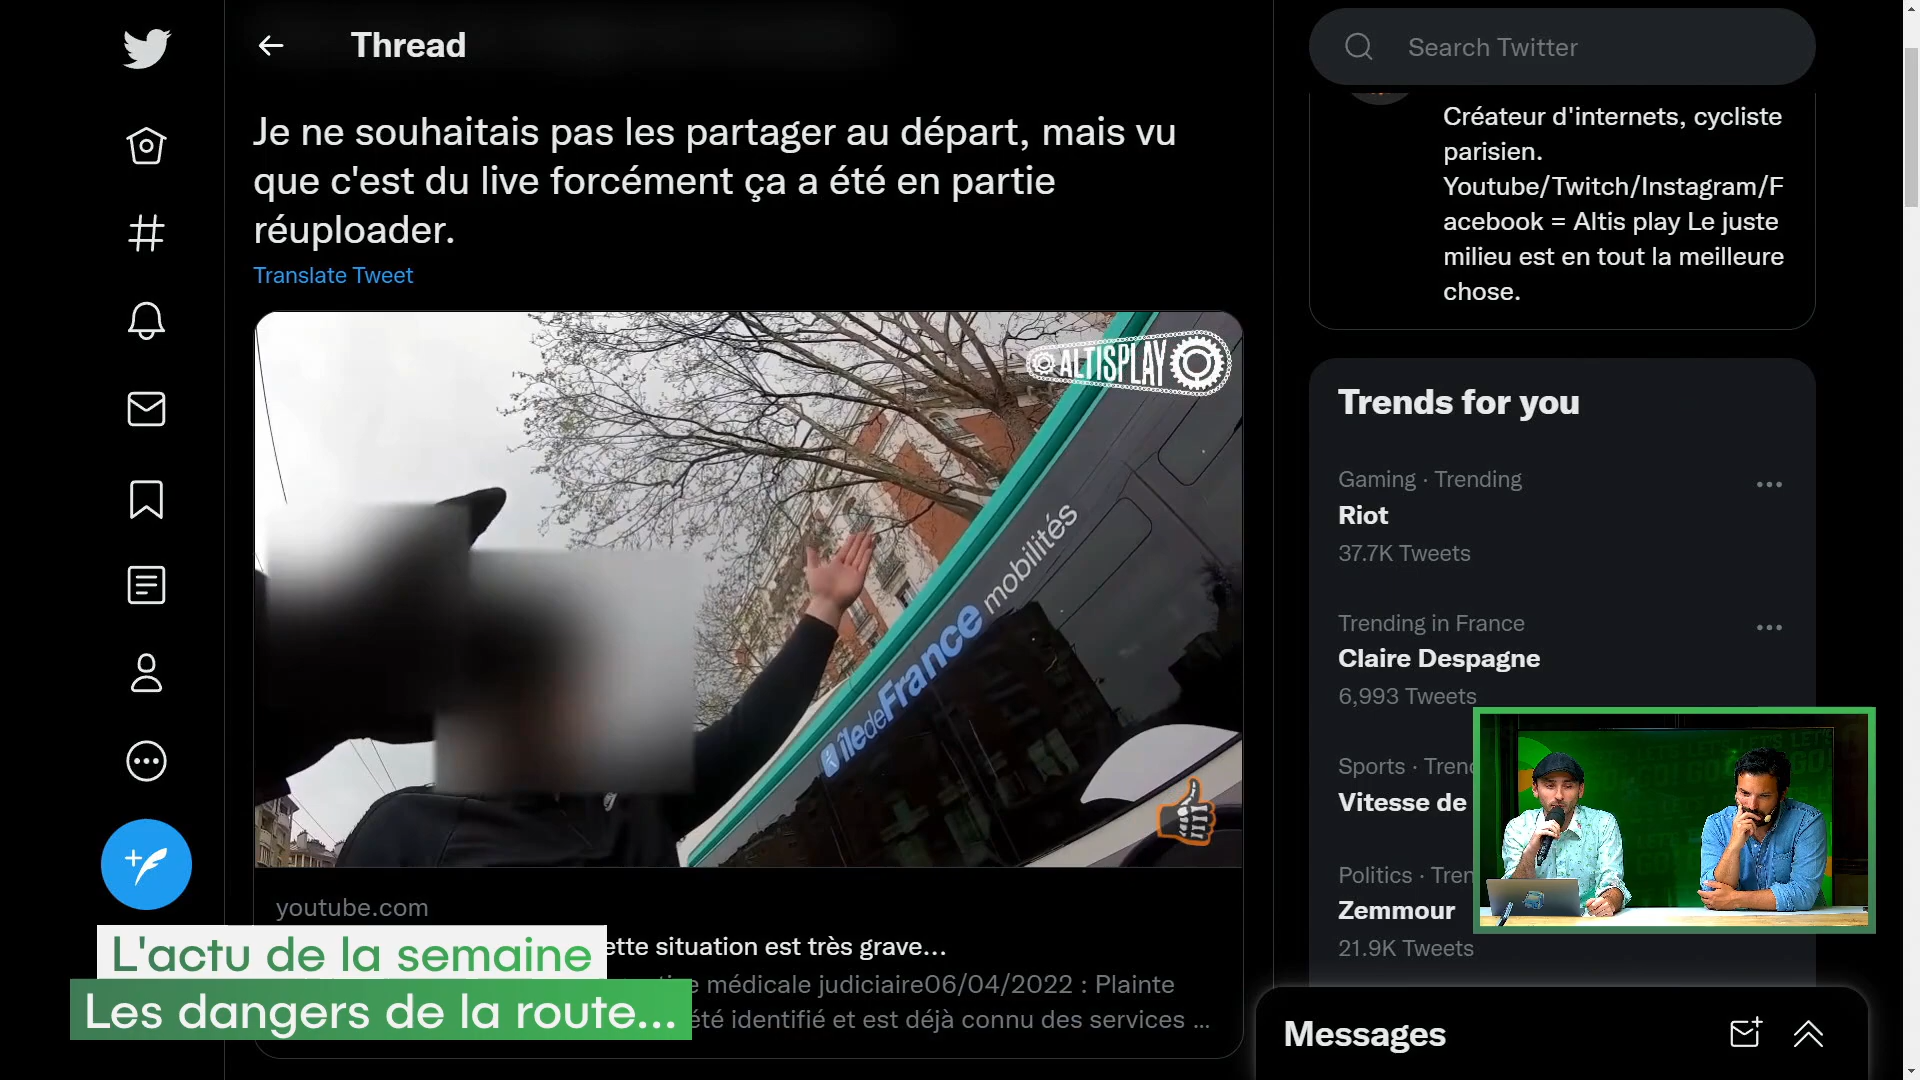 Thread
Je ne souhaitais pas les partager au départ, mais vu
que c'est du live forcément ça a été en partie
réuploader.
Translate Tweet
ALTISPLAY
îledeFrance mobilités
youtube.com
ette situation est très grave...
médicale judiciaire06/04/2022 : Plainte
été identifié et est déjà connu des services ...
L'actu de la semaine
Les dangers de la route...
Search Twitter
Créateur d'internets, cycliste
parisien.
Youtube/Twitch/Instagram/F
acebook = Altis play Le juste
milieu est en tout la meilleure
chose.
Trends for you
Gaming · Trending
Riot
37.7K Tweets
Trending in France
Claire Despagne
6,993 Tweets
Sports · Trend
Vitesse de
Politics · Tren
Zemmour
21.9K Tweets
Messages